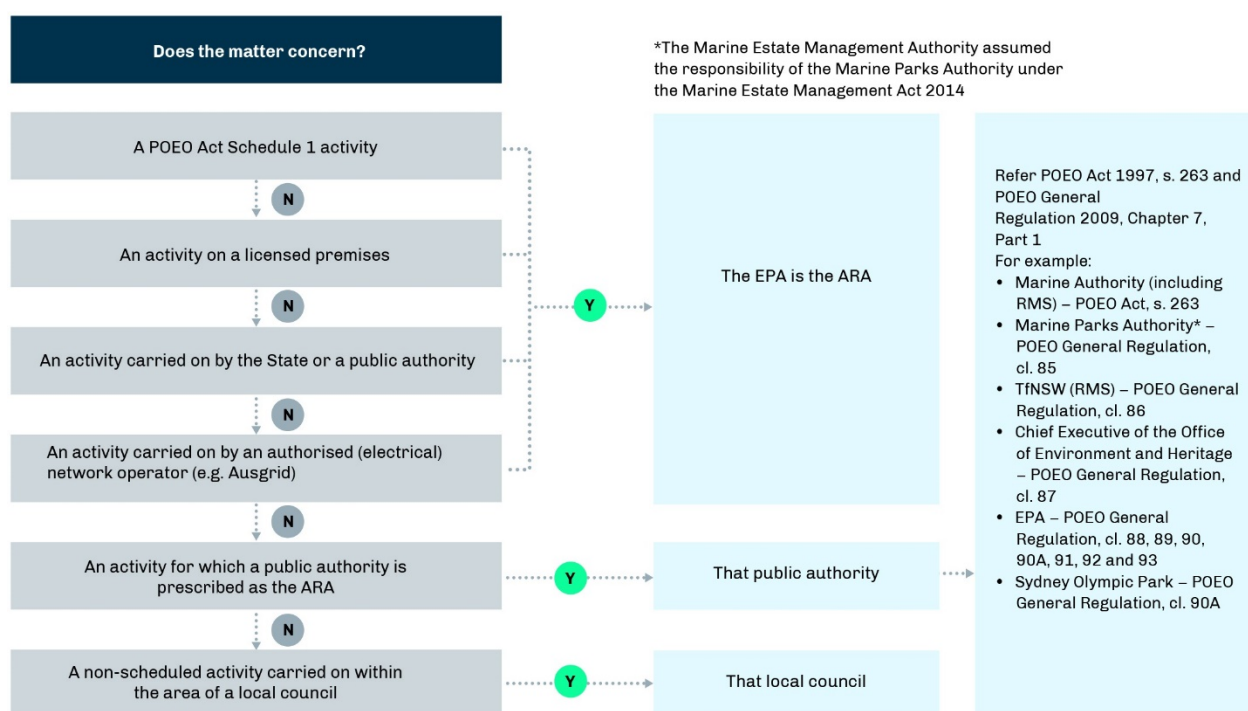 Does the matter concern?
*The Marine Estate Management Authority assumed
the responsibility of the Marine Parks Authority under
the Marine Estate Management Act 2014
A POEO Act Schedule 1 activity
N
An activity on a licensed premises
N
An activity carried on by the State or a public authority
N
An activity carried on by an authorised (electrical)
network operator (e.g. Ausgrid)
Y
The EPA is the ARA
N
An activity for which a public authority is
prescribed as the ARA
Y
That public authority
Refer POEO Act 1997, s. 263 and
POEO General
Regulation 2009, Chapter 7,
Part 1
For example:
• Marine Authority (including
RMS) – POEO Act, s. 263
• Marine Parks Authority* –
POEO General Regulation,
cl. 85
• TfNSW (RMS) – POEO General
Regulation, cl. 86
• Chief Executive of the Office
of Environment and Heritage
– POEO General Regulation,
cl. 87
• EPA – POEO General
Regulation, cl. 88, 89, 90,
90A, 91, 92 and 93
• Sydney Olympic Park – POEO
General Regulation, cl. 90A
N
A non-scheduled activity carried on within
the area of a local council
Y
That local council